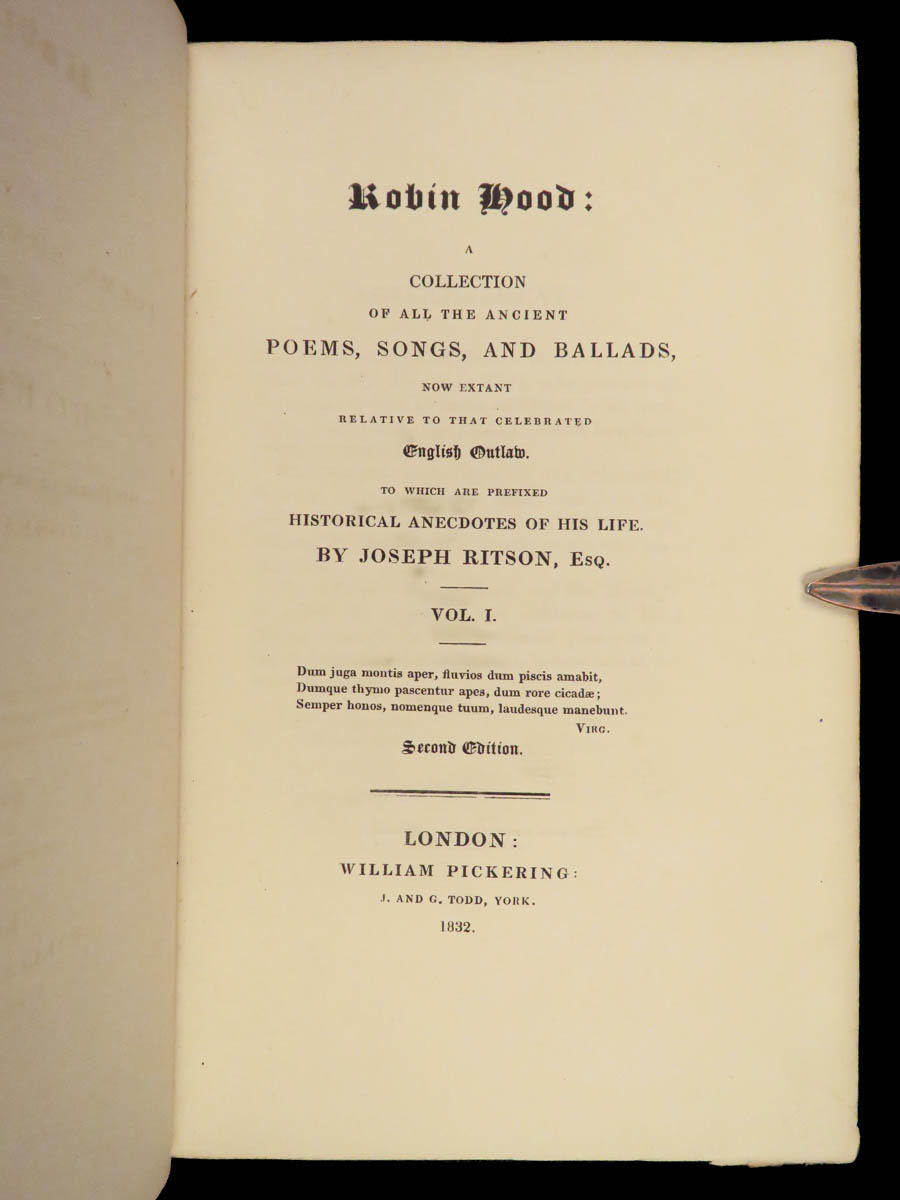 Robin Hood:
A
COLLECTION
OF ALL THE ANCIENT
POEMS, SONGS, AND BALLADS,
NOW EXTANT
RELATIVE TO THAT CELEBRATED
English Outlaw.
TO WHICH ARE PREFIXED
HISTORICAL ANECDOTES OF HIS LIFE.
BY JOSEPH RITSON, ESQ.
VOL. I.
Dum juga montis aper, fluvios dum piscis amabit,
Dumque thymo pascentur apes, dum rore cicadæ;
Semper honos, nomenque tuum, laudesque manebunt.
VIRG.
Second Edition.
LONDON:
WILLIAM PICKERING:
J. AND G. TODD, YORK.
1832.